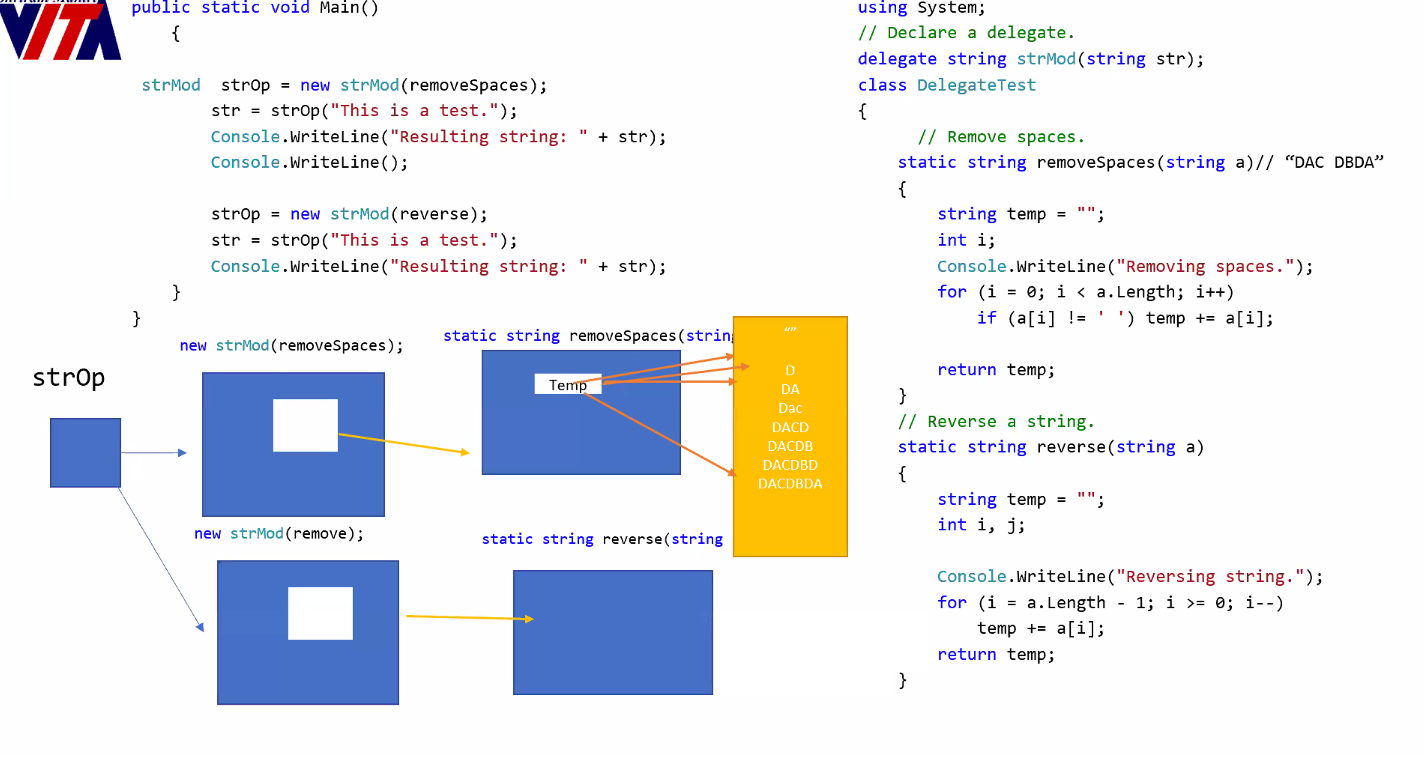 VITA
public static void Main()
{
strMod  strOp = new strMod(removeSpaces);
str = strOp("This is a test.");
Console.WriteLine("Resulting string: " + str);
Console.WriteLine();
strOp = new strMod(reverse);
str = strOp("This is a test.");
Console.WriteLine("Resulting string: " + str);
}
}
using System;
// Declare a delegate.
delegate string strMod(string str);
class DelegateTest
{
// Remove spaces.
static string removeSpaces(string a)// “DAC DBDA”
{
string temp = "";
int i;
Console.WriteLine("Removing spaces.");
for (i = 0; i < a.Length; i++)
if (a[i] != ' ') temp += a[i];
return temp;
}
// Reverse a string.
static string reverse(string a)
{
string temp = "";
int i, j;
Console.WriteLine("Reversing string.");
for (i = a.Length - 1; i >= 0; i--)
temp += a[i];
return temp;
}
strOp
new strMod(removeSpaces);
static string removeSpaces(string
Temp
“”
D
DA
Dac
DACD
DACDB
DACDBD
DACDBDA
new strMod(remove);
static string reverse(string